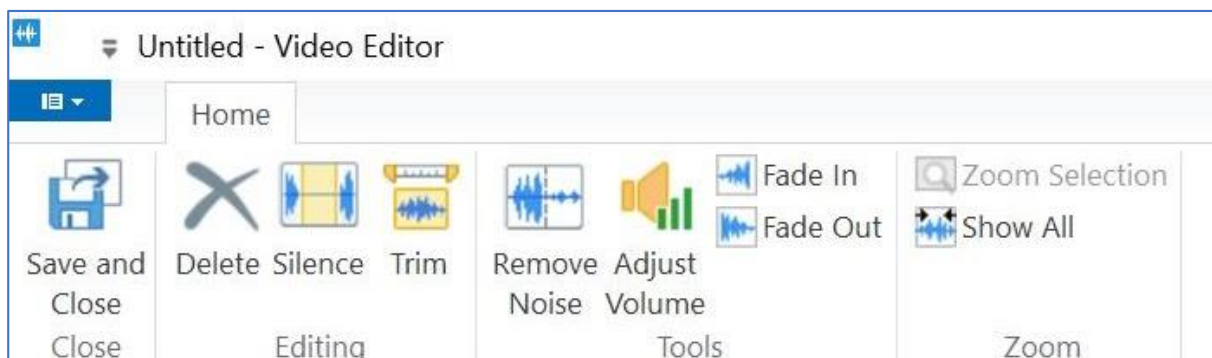 Untitled - Video Editor
Home
Save and
Close
Delete
Silence
Trim
Remove
Noise
Adjust
Volume
Fade In
Fade Out
Zoom Selection
Show All
Close
Editing
Tools
Zoom